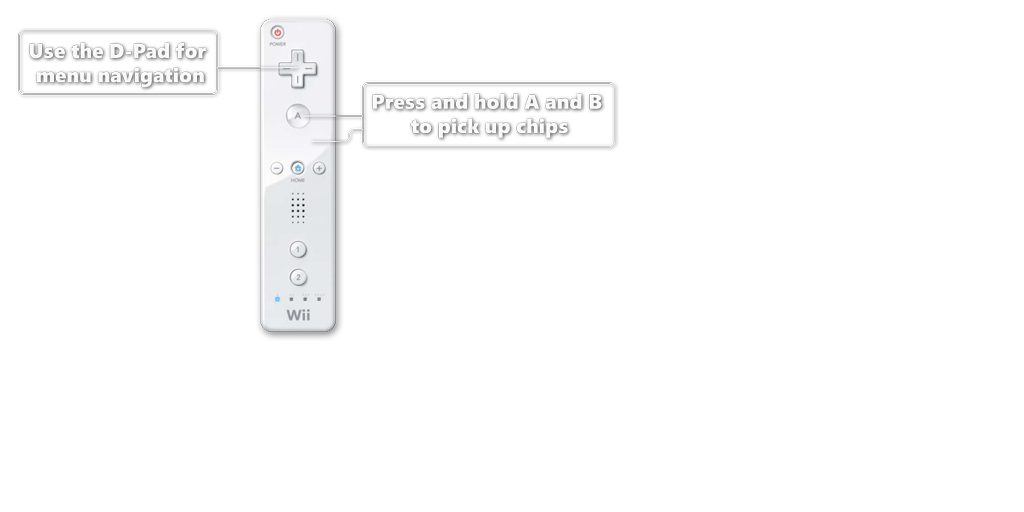 POWER
Use the D-Pad for
menu navigation
Press and hold A and B
to pick up chips
A
HOME
1
2
Wii